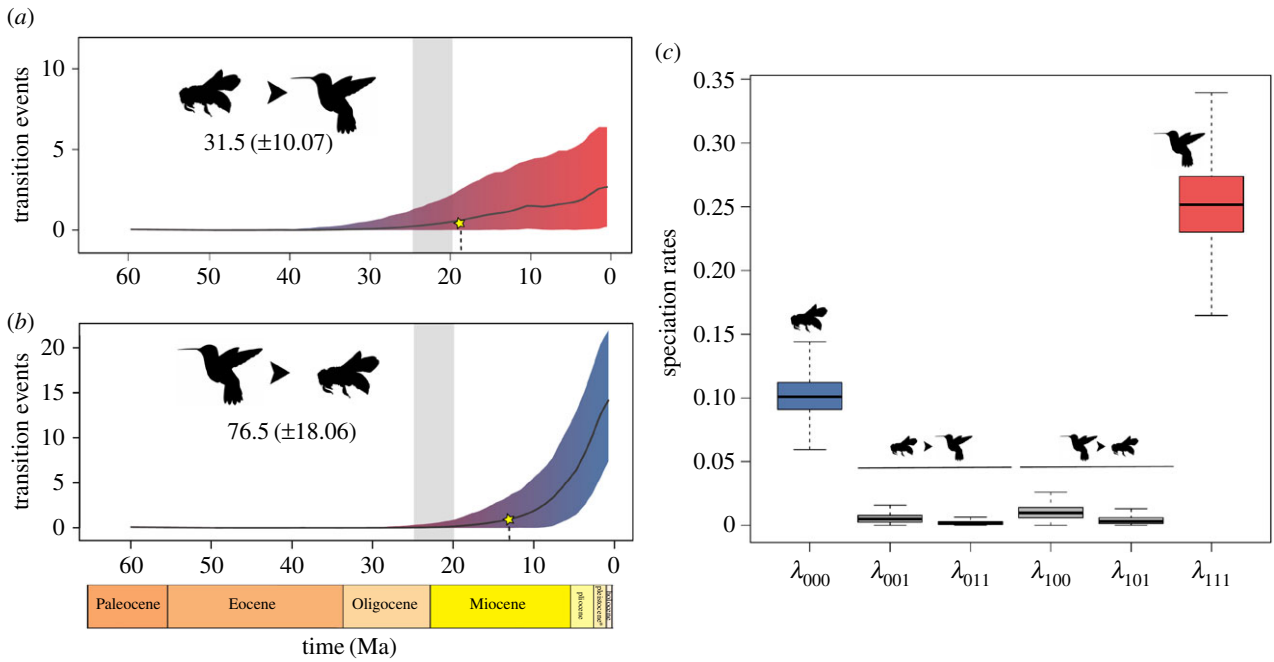 (a)
10
5
0
transition events
31.5 (±10.07)
60 50 40 30 20 10 0
(b)
20
15
10
5
0
transition events
76.5 (±18.06)
60 50 40 30 20 10 0
Paleocene Eocene Oligocene Miocene pliocene pleistocene* holocene
time (Ma)
(c)
0.35
0.30
0.25
0.20
0.15
0.10
0.05
0
speciation rates
λ000 λ001 λ011 λ100 λ101 λ111